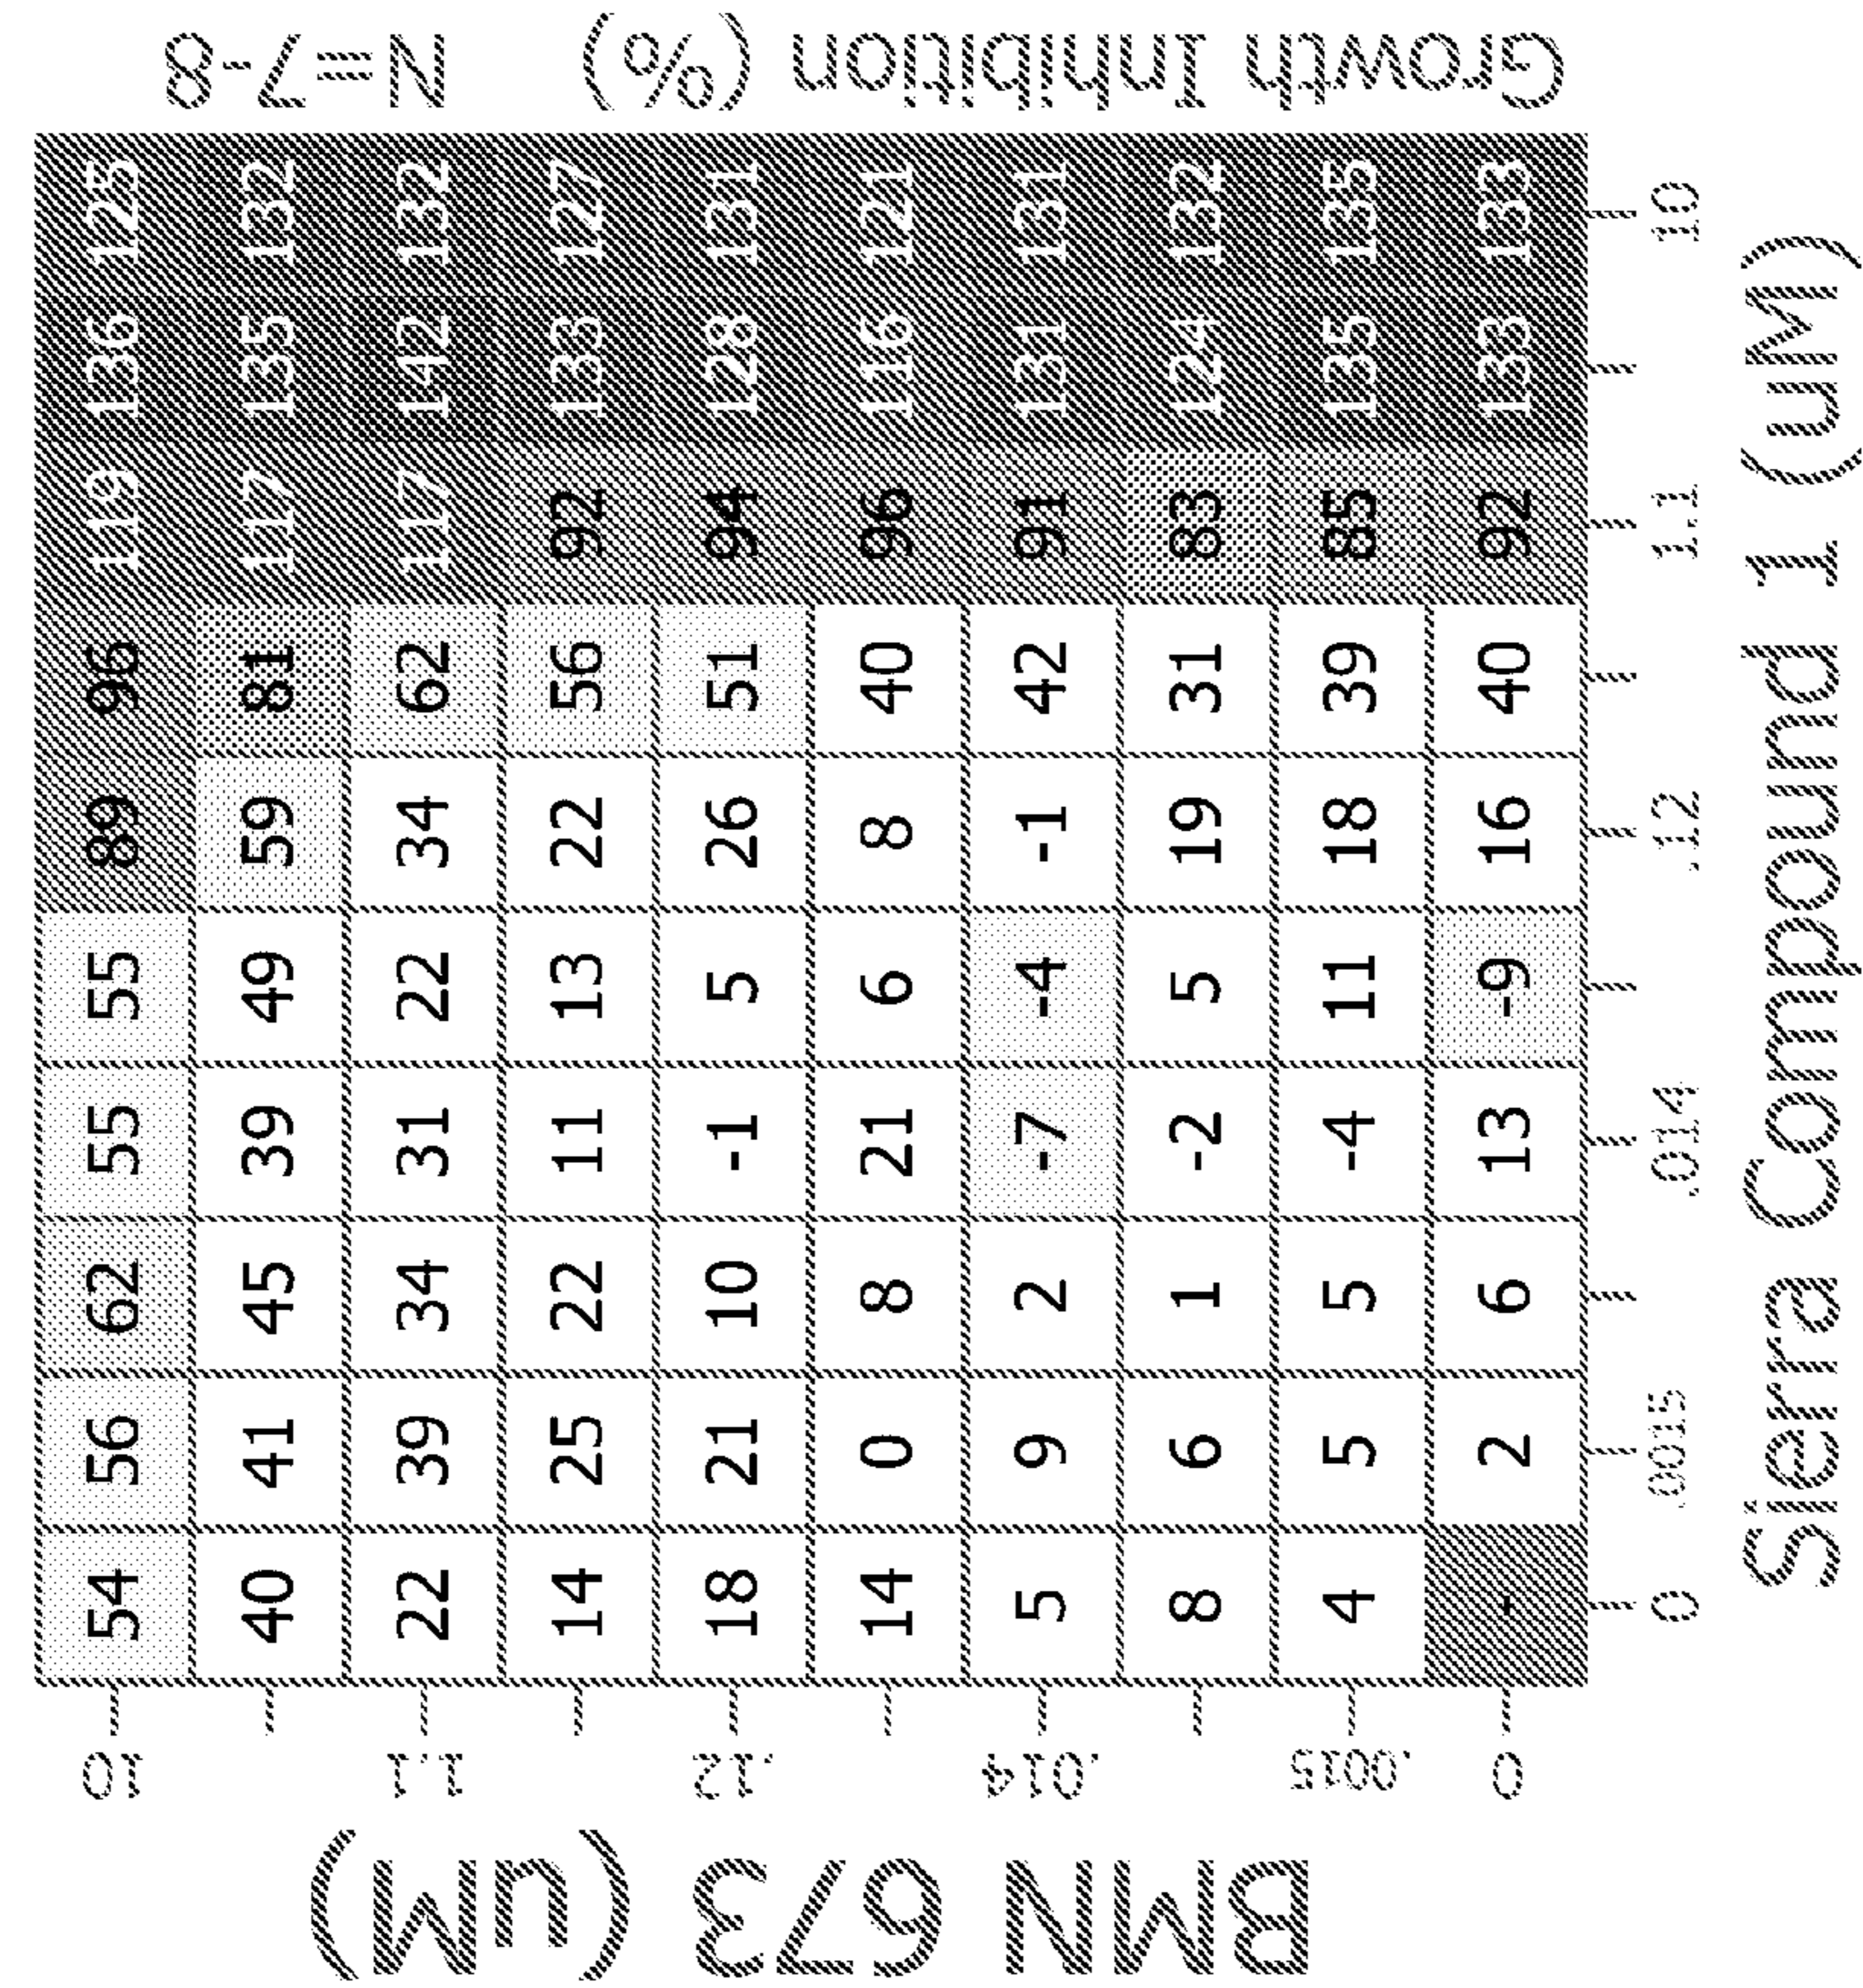 BMN 673 (uM)
10 54 56 62 55 55 89 96 119 136 125
40 41 45 39 49 59 81 117 135 132
1.1 22 39 34 31 22 34 62 117 142 132
14 25 22 11 13 22 56 92 133 127
.12 18 21 10 -1 5 26 51 94 128 131
14 0 8 21 6 8 40 96 116 121
.014 5 9 2 -7 -4 -1 42 91 131 131
8 6 1 -2 5 19 31 83 124 132
.0015 4 5 5 -4 11 18 39 85 135 135
0 - 2 6 13 -9 16 40 92 133 133
0 .0015 .014 .12 1.1 10
Sierra Compound 1 (uM)
Growth Inhibition (%) N=7-8